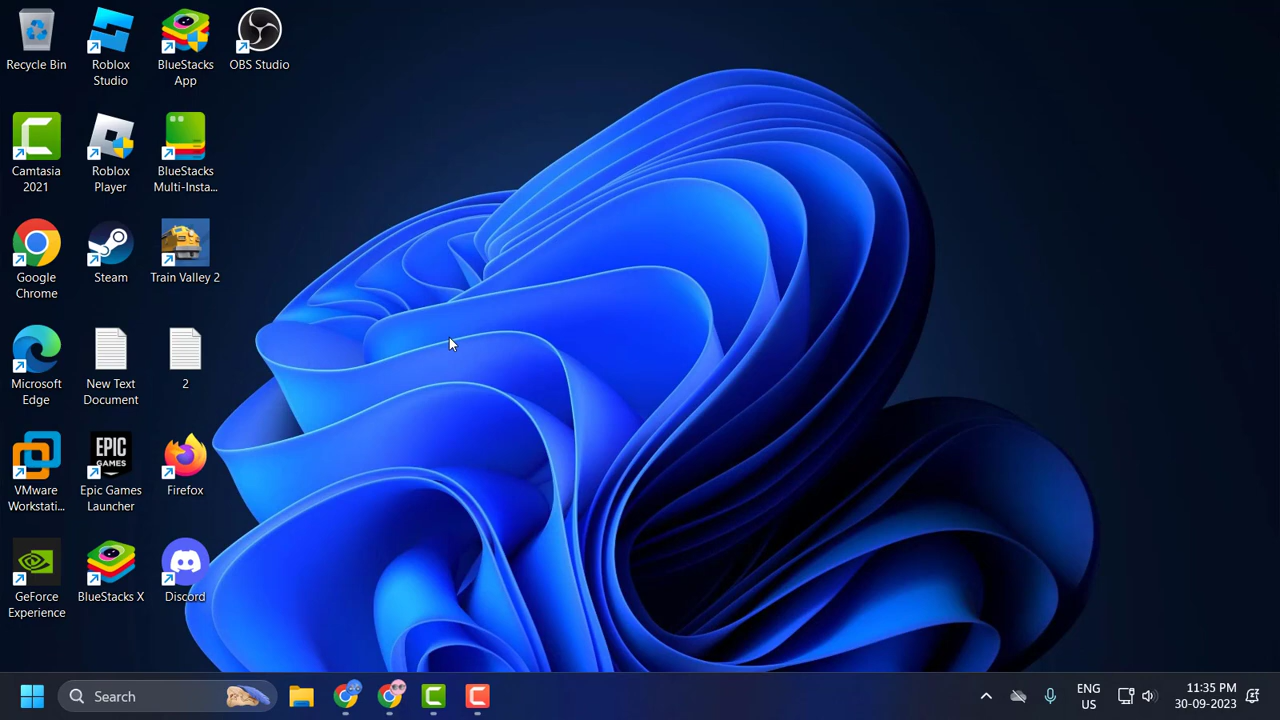 Recycle Bin
Roblox
Studio
BlueStacks
App
OBS Studio
Camtasia
2021
Roblox
Player
BlueStacks
Multi-Insta...
Google
Chrome
Steam
Train Valley 2
Microsoft
Edge
New Text
Document
2
VMware
Workstati...
EPIC
GAMES
Epic Games
Launcher
Firefox
GeForce
Experience
BlueStacks X
Discord
Search
ENG
US
11:35 PM
30-09-2023